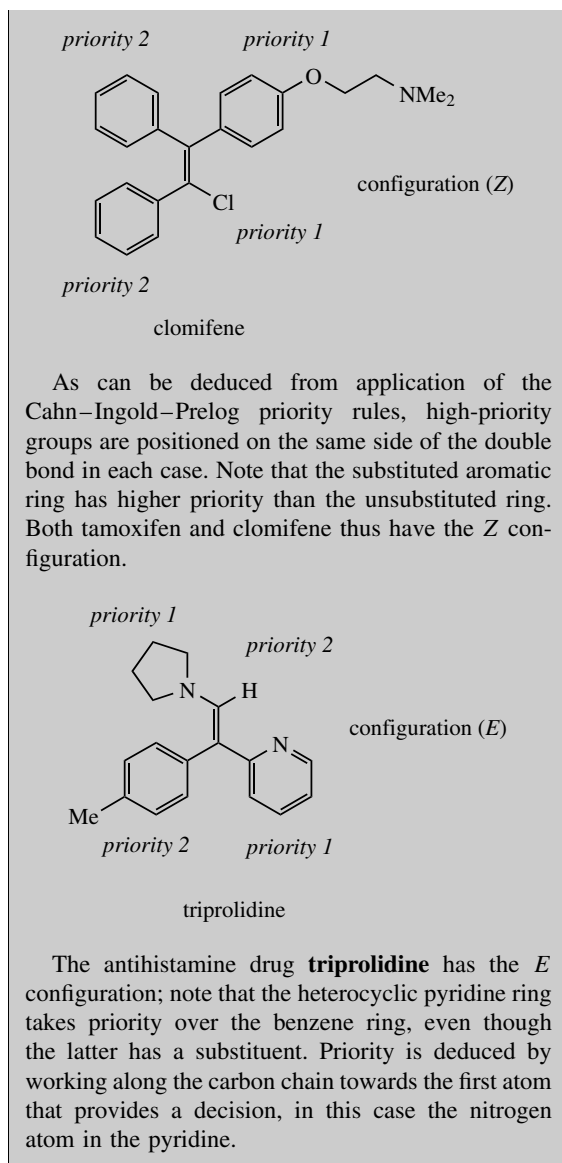 priority 2 priority 1
O
NMe2
configuration (Z)
Cl
priority 1
priority 2
clomifene
As can be deduced from application of the
Cahn–Ingold–Prelog priority rules, high-priority
groups are positioned on the same side of the double
bond in each case. Note that the substituted aromatic
ring has higher priority than the unsubstituted ring.
Both tamoxifen and clomifene thus have the Z con-
figuration.
priority 1
priority 2
N H
configuration (E)
N
Me
priority 2 priority 1
triprolidine
The antihistamine drug triprolidine has the E
configuration; note that the heterocyclic pyridine ring
takes priority over the benzene ring, even though
the latter has a substituent. Priority is deduced by
working along the carbon chain towards the first atom
that provides a decision, in this case the nitrogen
atom in the pyridine.